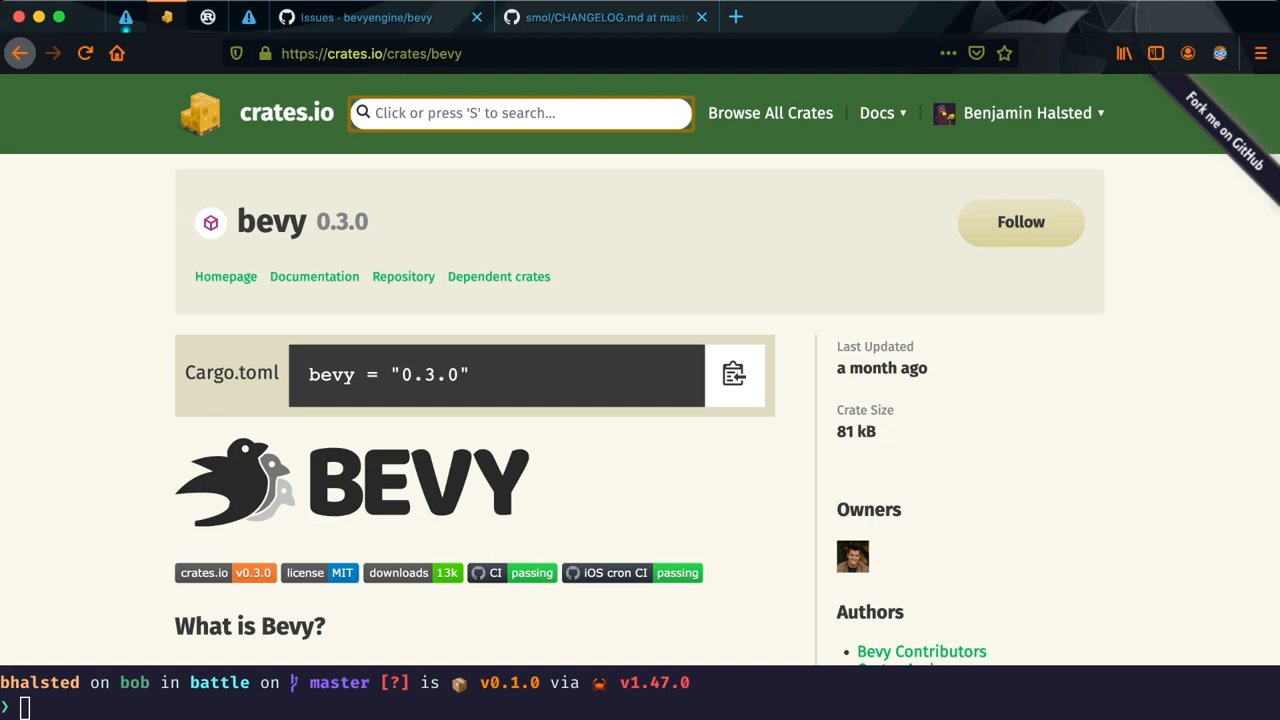 Issues - bevyengine/bevy
smol/CHANGELOG.md at mast
https://crates.io/crates/bevy
crates.io
Click or press 'S' to search...
Browse All Crates
Docs ▾
Benjamin Halsted ▾
Fork me on GitHub
bevy 0.3.0
Follow
Homepage Documentation Repository Dependent crates
Cargo.toml
bevy = "0.3.0"
Last Updated
a month ago
Crate Size
81 kB
BEVY
Owners
crates.io v0.3.0 license MIT downloads 13k CI passing iOS cron CI passing
Authors
What is Bevy?
• Bevy Contributors
bhalsted on bob in battle on master [?] is v0.1.0 via v1.47.0
❯